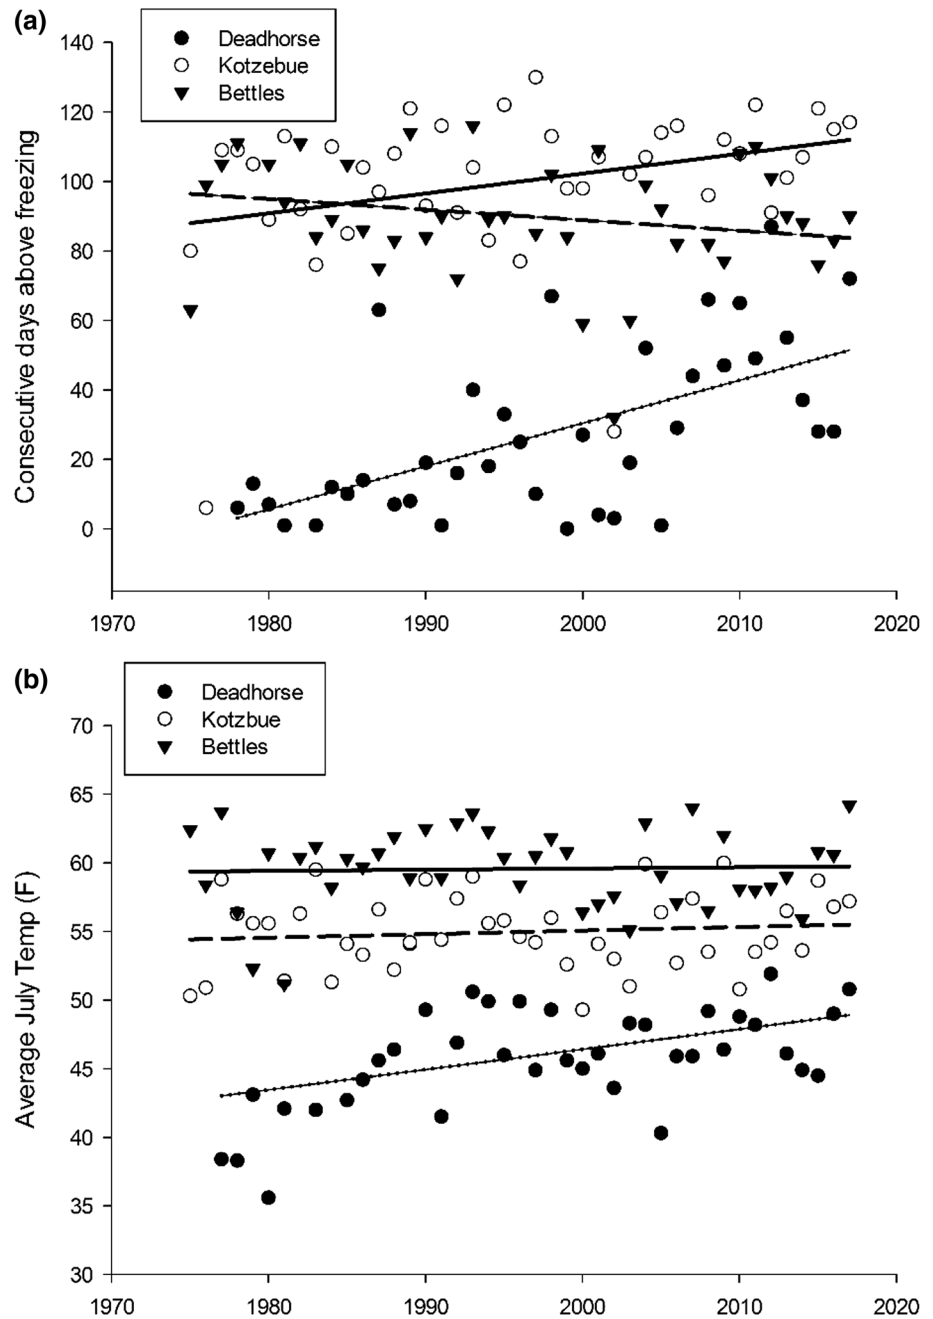 (a)
Deadhorse
Kotzebue
Bettles
140
120
100
80
60
40
20
0
Consecutive days above freezing
1970 1980 1990 2000 2010 2020
(b)
Deadhorse
Kotzbue
Bettles
70
65
60
55
50
45
40
35
30
Average July Temp (F)
1970 1980 1990 2000 2010 2020